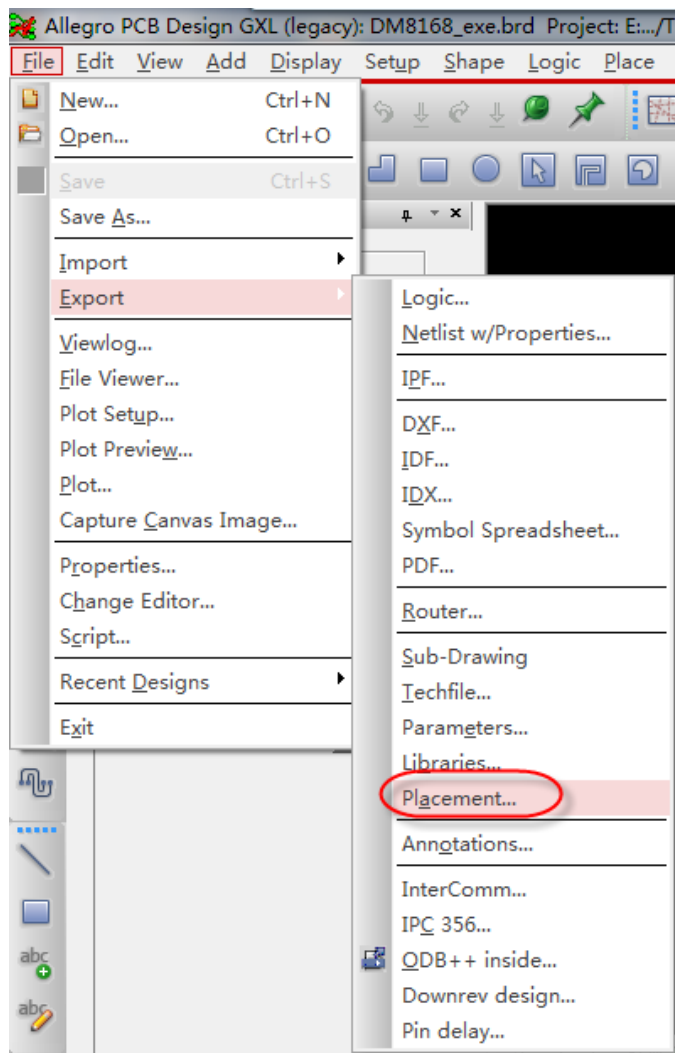 Allegro PCB Design GXL (legacy): DM8168_exe.brd Project: E:.../T
File Edit View Add Display Setup Shape Logic Place
New... Ctrl+N
Open... Ctrl+O
Save Ctrl+S
Save As...
Import
Export
Viewlog...
File Viewer...
Plot Setup...
Plot Preview...
Plot...
Capture Canvas Image...
Properties...
Change Editor...
Script...
Recent Designs
Exit
Logic...
Netlist w/Properties...
IPF...
DXF...
IDF...
IDX...
Symbol Spreadsheet...
PDF...
Router...
Sub-Drawing
Techfile...
Parameters...
Libraries...
Placement...
Annotations...
InterComm...
IPC 356...
ODB++ inside...
Downrev design...
Pin delay...
abc
abc